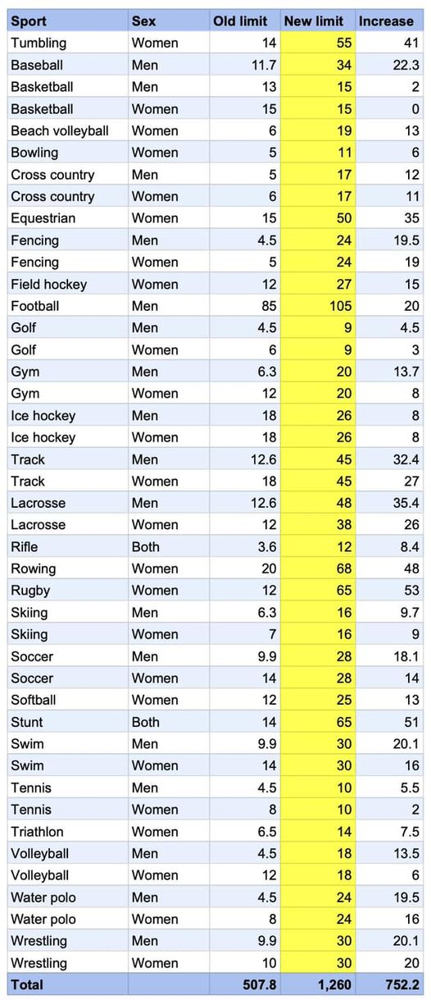 Sport Sex Old limit New limit Increase
Tumbling Women 14 55 41
Baseball Men 11.7 34 22.3
Basketball Men 13 15 2
Basketball Women 15 15 0
Beach volleyball Women 6 19 13
Bowling Women 5 11 6
Cross country Men 5 17 12
Cross country Women 6 17 11
Equestrian Women 15 50 35
Fencing Men 4.5 24 19.5
Fencing Women 5 24 19
Field hockey Women 12 27 15
Football Men 85 105 20
Golf Men 4.5 9 4.5
Golf Women 6 9 3
Gym Men 6.3 20 13.7
Gym Women 12 20 8
Ice hockey Men 18 26 8
Ice hockey Women 18 26 8
Track Men 12.6 45 32.4
Track Women 18 45 27
Lacrosse Men 12.6 48 35.4
Lacrosse Women 12 38 26
Rifle Both 3.6 12 8.4
Rowing Women 20 68 48
Rugby Women 12 65 53
Skiing Men 6.3 16 9.7
Skiing Women 7 16 9
Soccer Men 9.9 28 18.1
Soccer Women 14 28 14
Softball Women 12 25 13
Stunt Both 14 65 51
Swim Men 9.9 30 20.1
Swim Women 14 30 16
Tennis Men 4.5 10 5.5
Tennis Women 8 10 2
Triathlon Women 6.5 14 7.5
Volleyball Men 4.5 18 13.5
Volleyball Women 12 18 6
Water polo Men 4.5 24 19.5
Water polo Women 8 24 16
Wrestling Men 9.9 30 20.1
Wrestling Women 10 30 20
Total 507.8 1,260 752.2